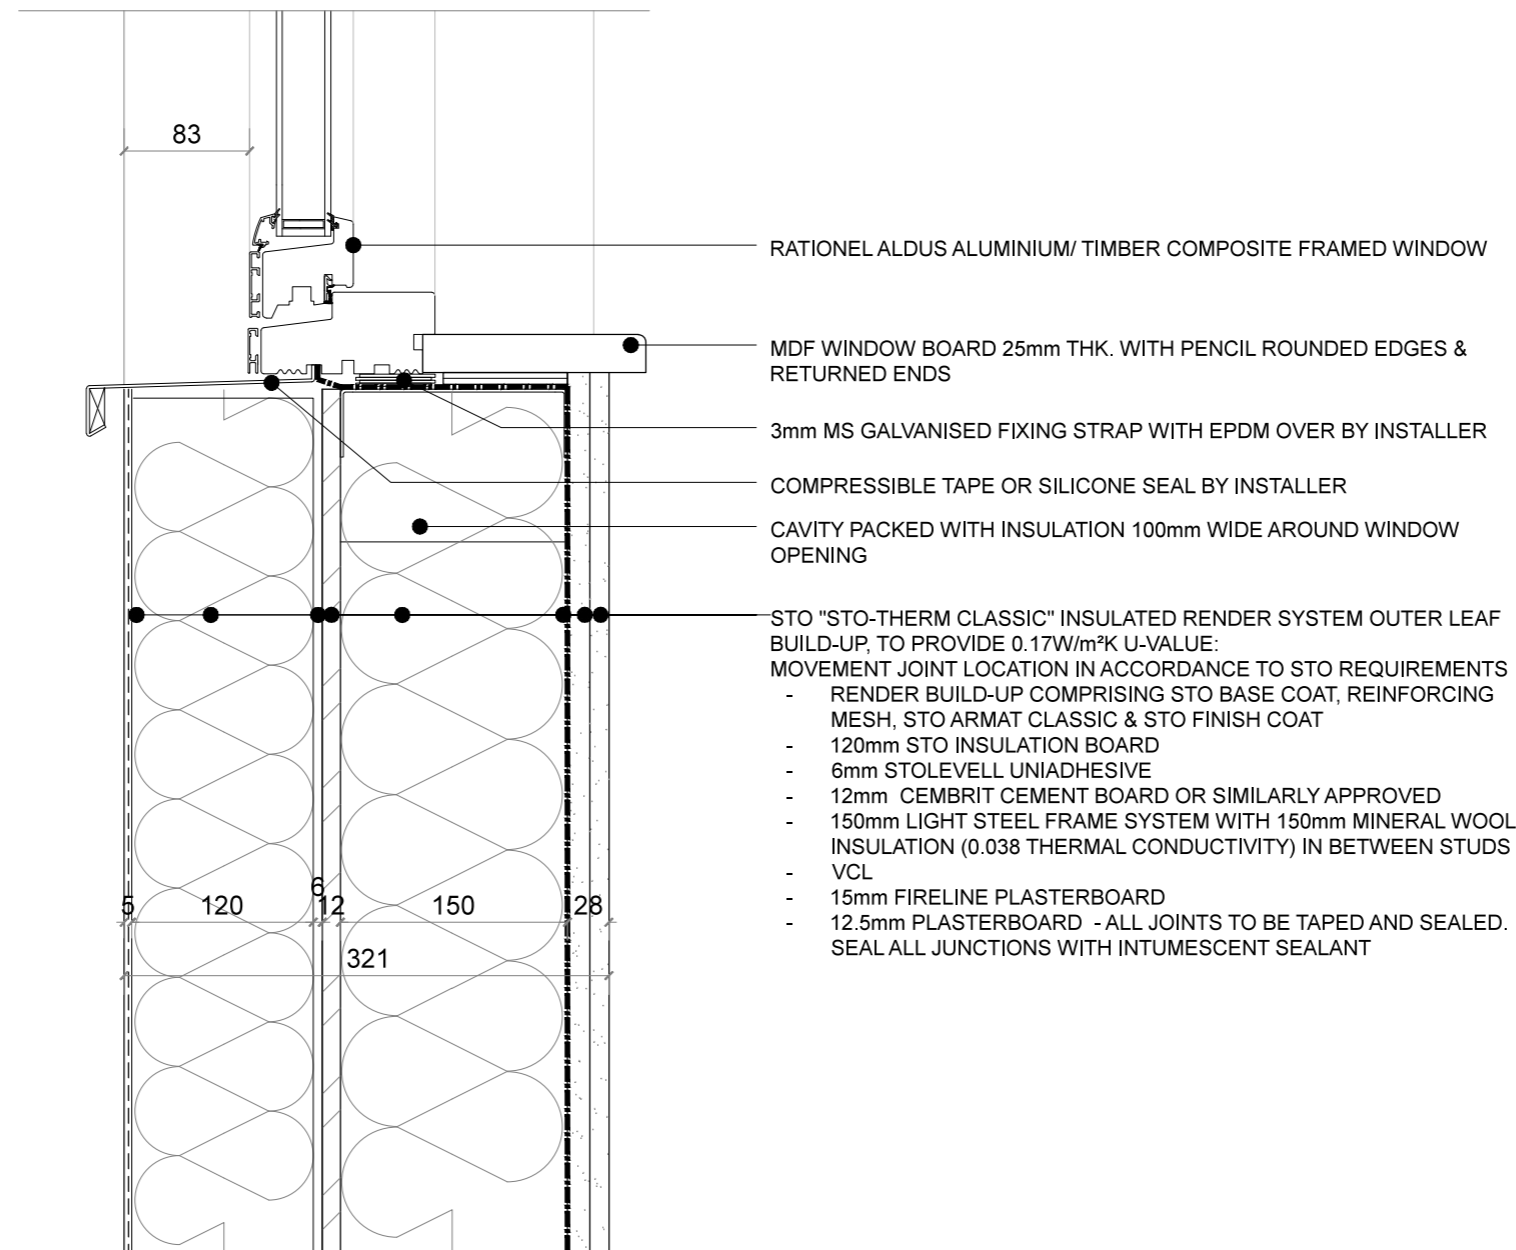 83
RATIONEL ALDUS ALUMINIUM/ TIMBER COMPOSITE FRAMED WINDOW
MDF WINDOW BOARD 25mm THK. WITH PENCIL ROUNDED EDGES &
RETURNED ENDS
3mm MS GALVANISED FIXING STRAP WITH EPDM OVER BY INSTALLER
COMPRESSIBLE TAPE OR SILICONE SEAL BY INSTALLER
CAVITY PACKED WITH INSULATION 100mm WIDE AROUND WINDOW
OPENING
STO "STO-THERM CLASSIC" INSULATED RENDER SYSTEM OUTER LEAF
BUILD-UP, TO PROVIDE 0.17W/m²K U-VALUE:
MOVEMENT JOINT LOCATION IN ACCORDANCE TO STO REQUIREMENTS
- RENDER BUILD-UP COMPRISING STO BASE COAT, REINFORCING
MESH, STO ARMAT CLASSIC & STO FINISH COAT
- 120mm STO INSULATION BOARD
- 6mm STOLEVELL UNIADHESIVE
- 12mm CEMBRIT CEMENT BOARD OR SIMILARLY APPROVED
- 150mm LIGHT STEEL FRAME SYSTEM WITH 150mm MINERAL WOOL
INSULATION (0.038 THERMAL CONDUCTIVITY) IN BETWEEN STUDS
- VCL
- 15mm FIRELINE PLASTERBOARD
- 12.5mm PLASTERBOARD - ALL JOINTS TO BE TAPED AND SEALED.
SEAL ALL JUNCTIONS WITH INTUMESCENT SEALANT
6
5 120 12 150 28
321